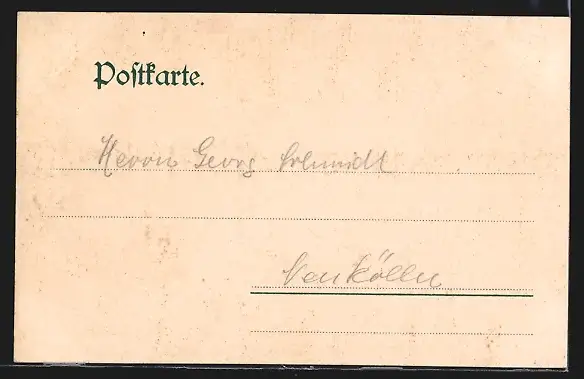 Postkarte.
Herrn Georg Schmidt
Neukölln